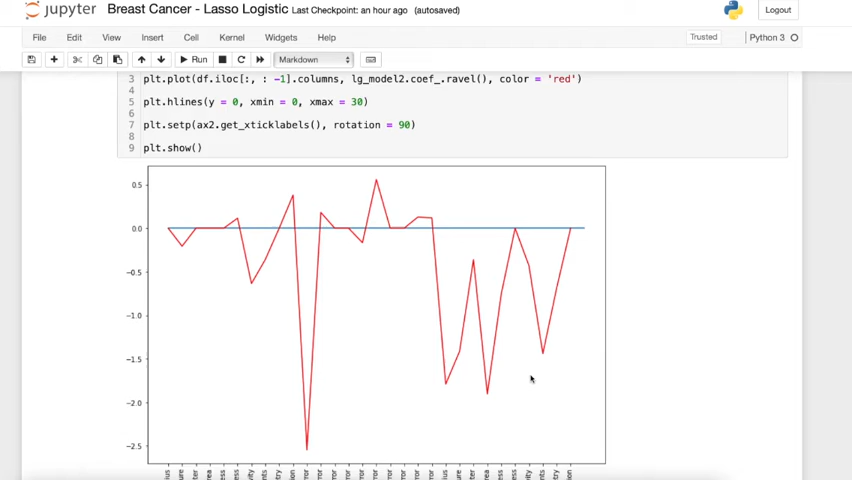 jupyter Breast Cancer - Lasso Logistic Last Checkpoint: an hour ago (autosaved) Logout
File Edit View Insert Cell Kernel Widgets Help Trusted Python 3
Run Markdown
3 plt.plot(df.iloc[:, : -1].columns, lg_model2.coef_.ravel(), color = 'red')
4
5 plt.hlines(y = 0, xmin = 0, xmax = 30)
6
7 plt.setp(ax2.get_xticklabels(), rotation = 90)
8
9 plt.show()
0.5
0.0
−0.5
−1.0
−1.5
−2.0
−2.5